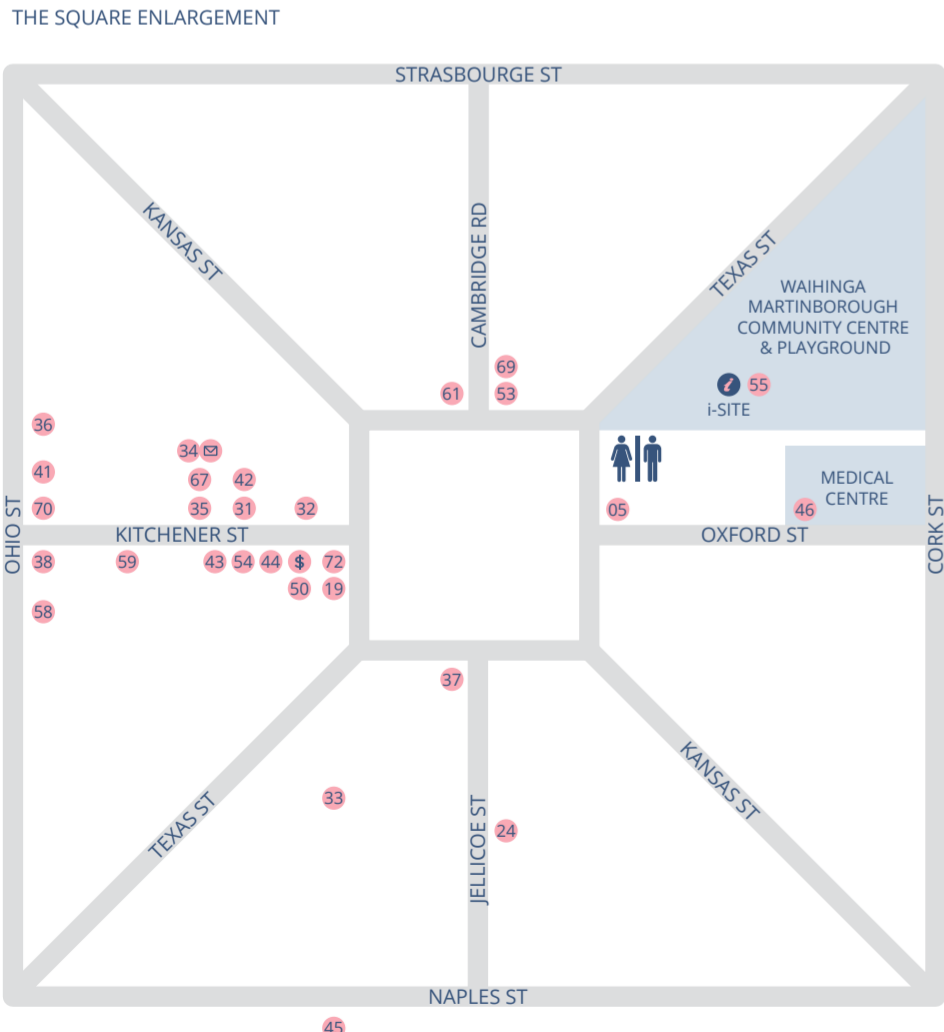 THE SQUARE ENLARGEMENT
STRASBOURGE ST
KANSAS ST
CAMBRIDGE RD
TEXAS ST
WAIHINGA
MARTINBOROUGH
COMMUNITY CENTRE
& PLAYGROUND
69
61
53
i
55
i-SITE
36
34
41
67
42
MEDICAL
CENTRE
70
35
31
32
05
46
OHIO ST
KITCHENER ST
OXFORD ST
CORK ST
38
59
43
54
44
$
72
50
19
58
37
33
24
TEXAS ST
JELLICOE ST
KANSAS ST
NAPLES ST
45